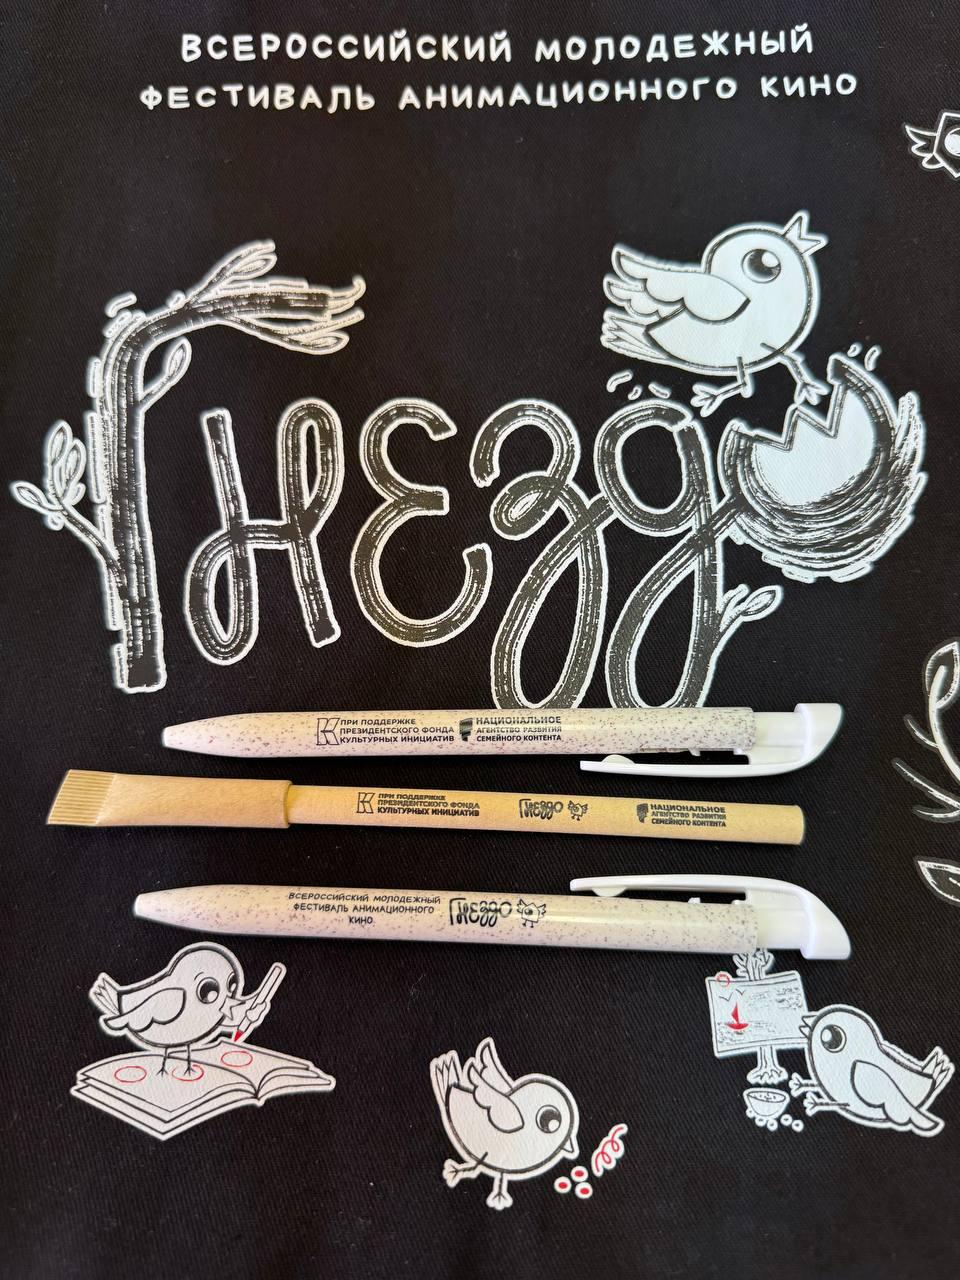 ВСЕРОССИЙСКИЙ МОЛОДЕЖНЫЙ
ФЕСТИВАЛЬ АНИМАЦИОННОГО КИНО
Гнездо
ПРИ ПОДДЕРЖКЕ
ПРЕЗИДЕНТСКОГО ФОНДА
КУЛЬТУРНЫХ ИНИЦИАТИВ
НАЦИОНАЛЬНОЕ
АГЕНТСТВО РАЗВИТИЯ
СЕМЕЙНОГО КОНТЕНТА
ПРИ ПОДДЕРЖКЕ
ПРЕЗИДЕНТСКОГО ФОНДА
КУЛЬТУРНЫХ ИНИЦИАТИВ
Гнездо
НАЦИОНАЛЬНОЕ
АГЕНТСТВО РАЗВИТИЯ
СЕМЕЙНОГО КОНТЕНТА
ВСЕРОССИЙСКИЙ МОЛОДЕЖНЫЙ
ФЕСТИВАЛЬ АНИМАЦИОННОГО
КИНО
Гнездо